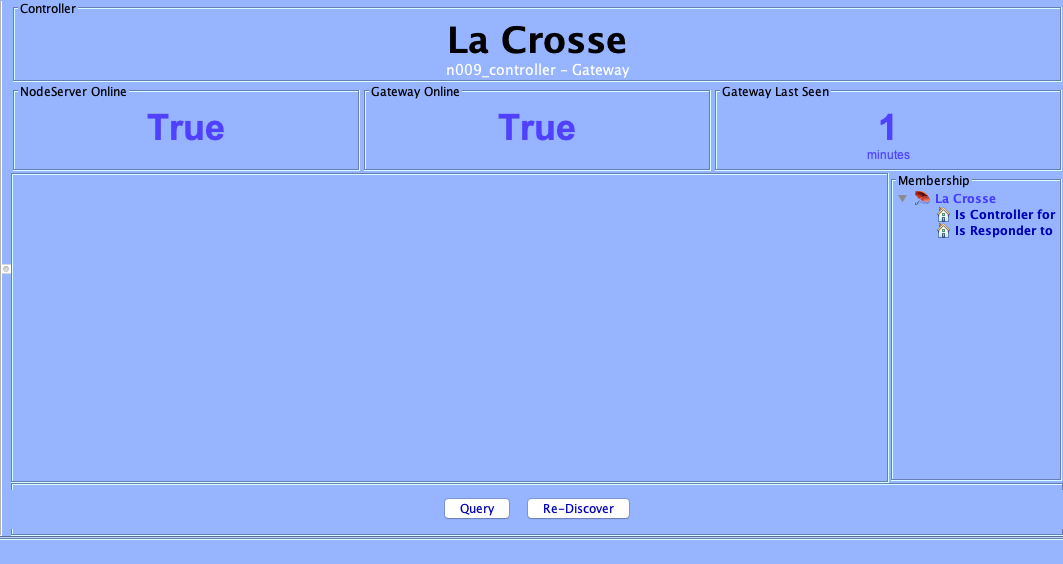 Controller
La Crosse
n009_controller - Gateway
NodeServer Online
True
Gateway Online
True
Gateway Last Seen
1
minutes
Membership
La Crosse
Is Controller for
Is Responder to
Query
Re-Discover